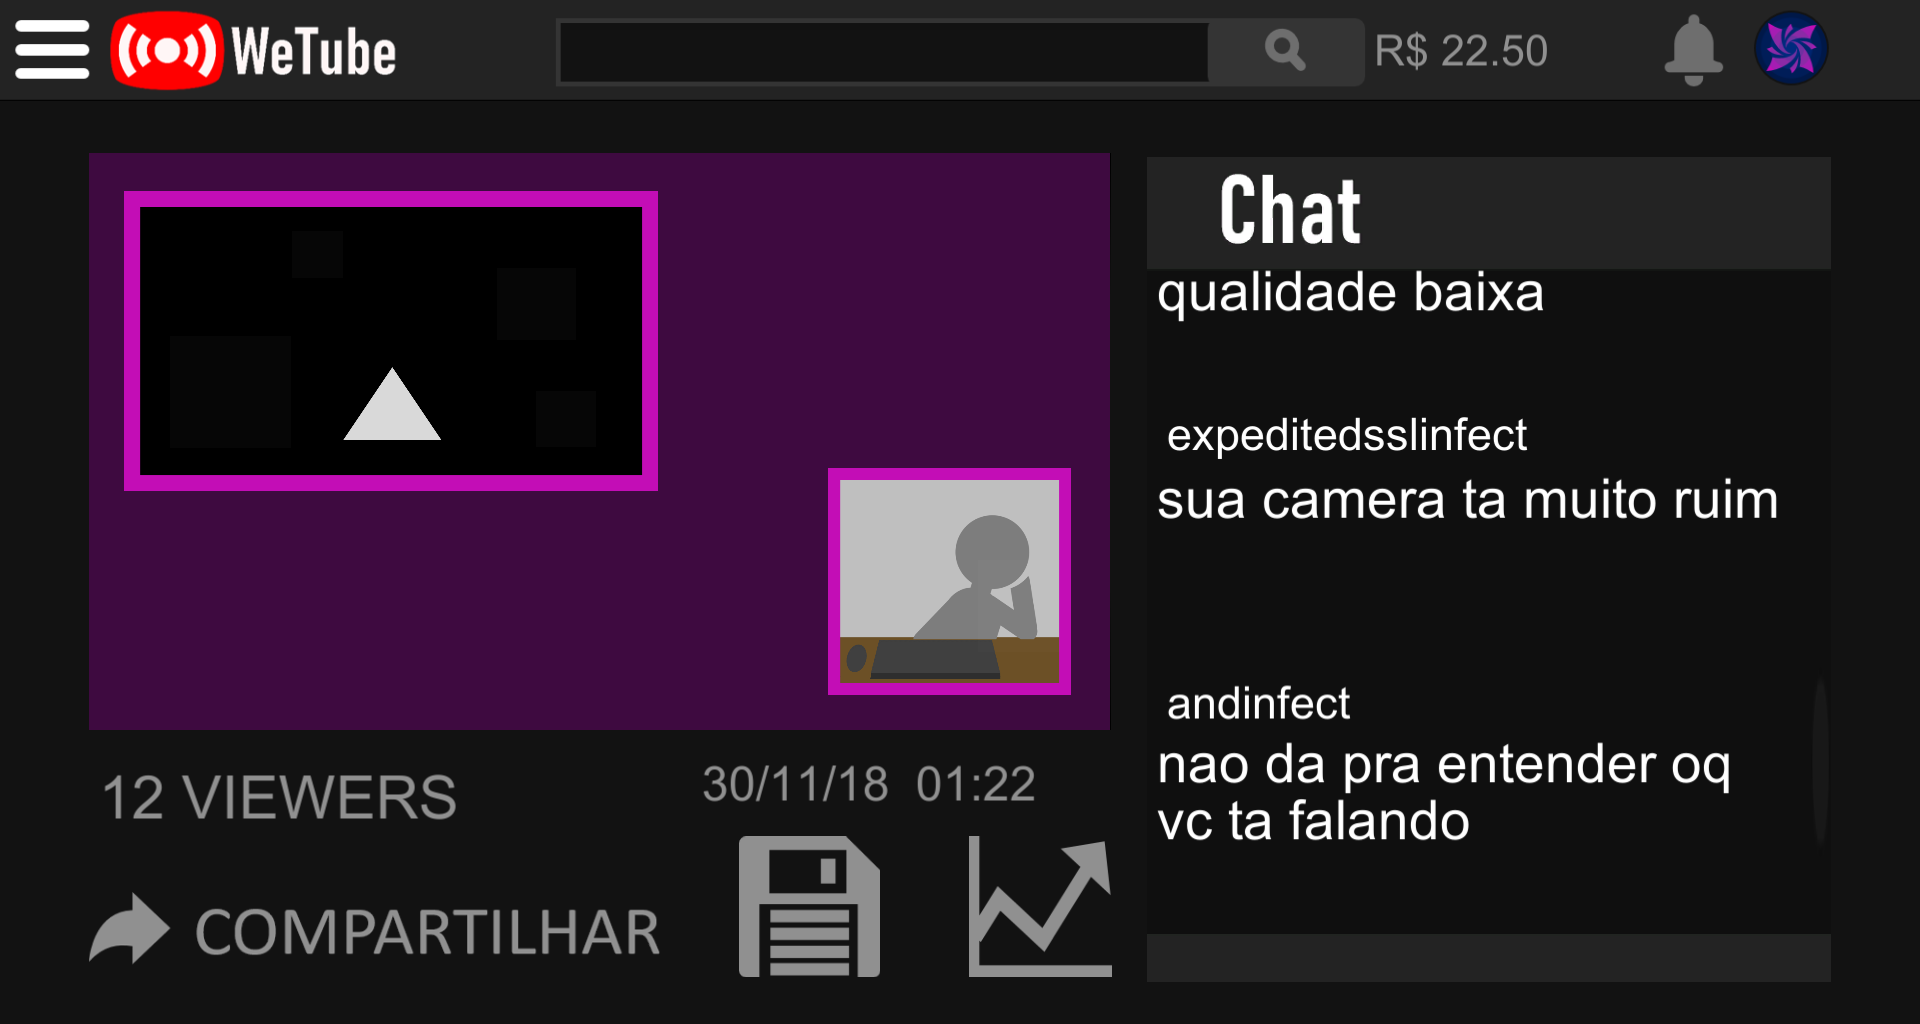 WeTube
R$ 22.50
Chat
qualidade baixa
expeditedsslinfect
sua camera ta muito ruim
andinfect
nao da pra entender oq
vc ta falando
12 VIEWERS
30/11/18 01:22
COMPARTILHAR